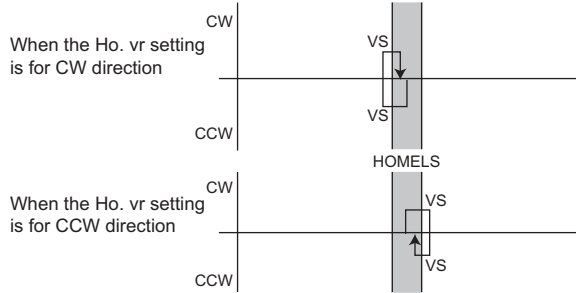 CW
When the Ho. vr setting
is for CW direction
VS
VS
CCW
HOMELS
CW
When the Ho. vr setting
is for CCW direction
VS
VS
CCW